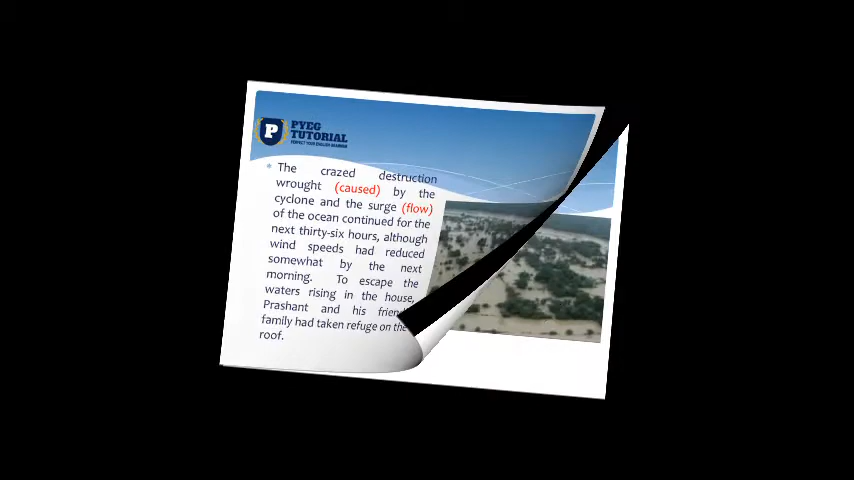 PYEG
TUTORIAL
PERFECT YOUR ENGLISH GRAMMAR
The crazed destruction
wrought (caused) by the
cyclone and the surge (flow)
of the ocean continued for the
next thirty-six hours, although
wind speeds had reduced
somewhat by the next
morning. To escape the
waters rising in the house,
Prashant and his friend
family had taken refuge on the
roof.